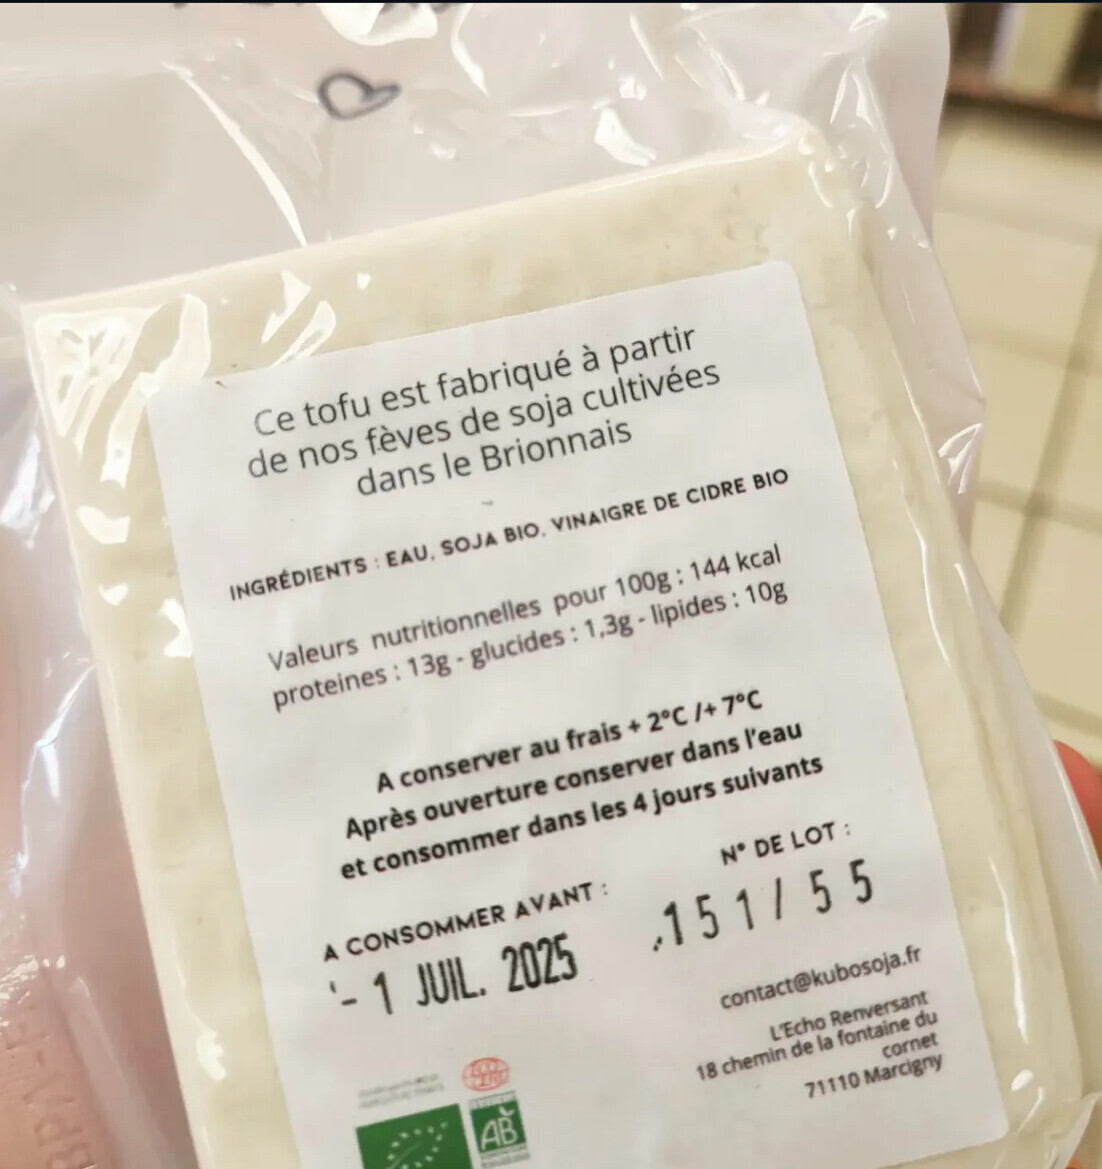 Ce tofu est fabriqué à partir
de nos fèves de soja cultivées
dans le Brionnais
INGRÉDIENTS : EAU, SOJA BIO, VINAIGRE DE CIDRE BIO
Valeurs nutritionnelles pour 100g : 144 kcal
proteines : 13g - glucides : 1,3g - lipides : 10g
A conserver au frais + 2°C /+ 7°C
Après ouverture conserver dans l'eau
et consommer dans les 4 jours suivants
A CONSOMMER AVANT :
- 1 JUIL. 2025
N° DE LOT :
151/55
contact@kubosoja.fr
L'Echo Renversant
18 chemin de la fontaine du
cornet
71110 Marcigny
ECO
CERT
AB